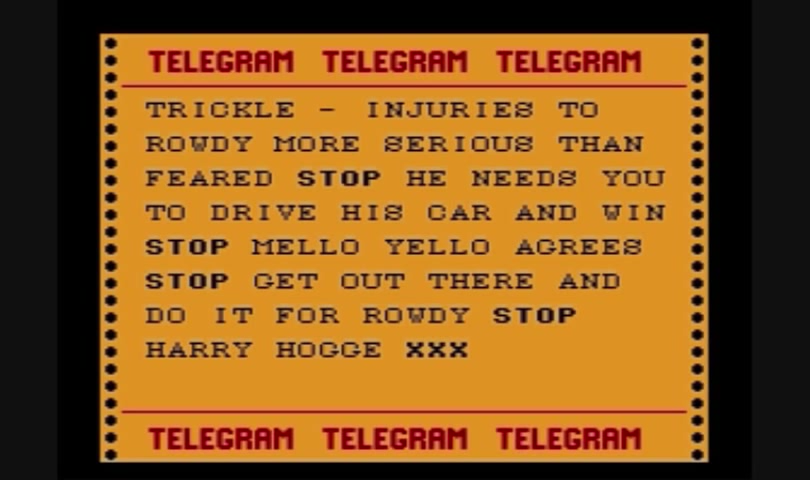 TELEGRAM TELEGRAM TELEGRAM
TRICKLE - INJURIES TO
ROWDY MORE SERIOUS THAN
FEARED STOP HE NEEDS YOU
TO DRIVE HIS CAR AND WIN
STOP MELLO YELLO AGREES
STOP GET OUT THERE AND
DO IT FOR ROWDY STOP
HARRY HOGGE XXX
TELEGRAM TELEGRAM TELEGRAM